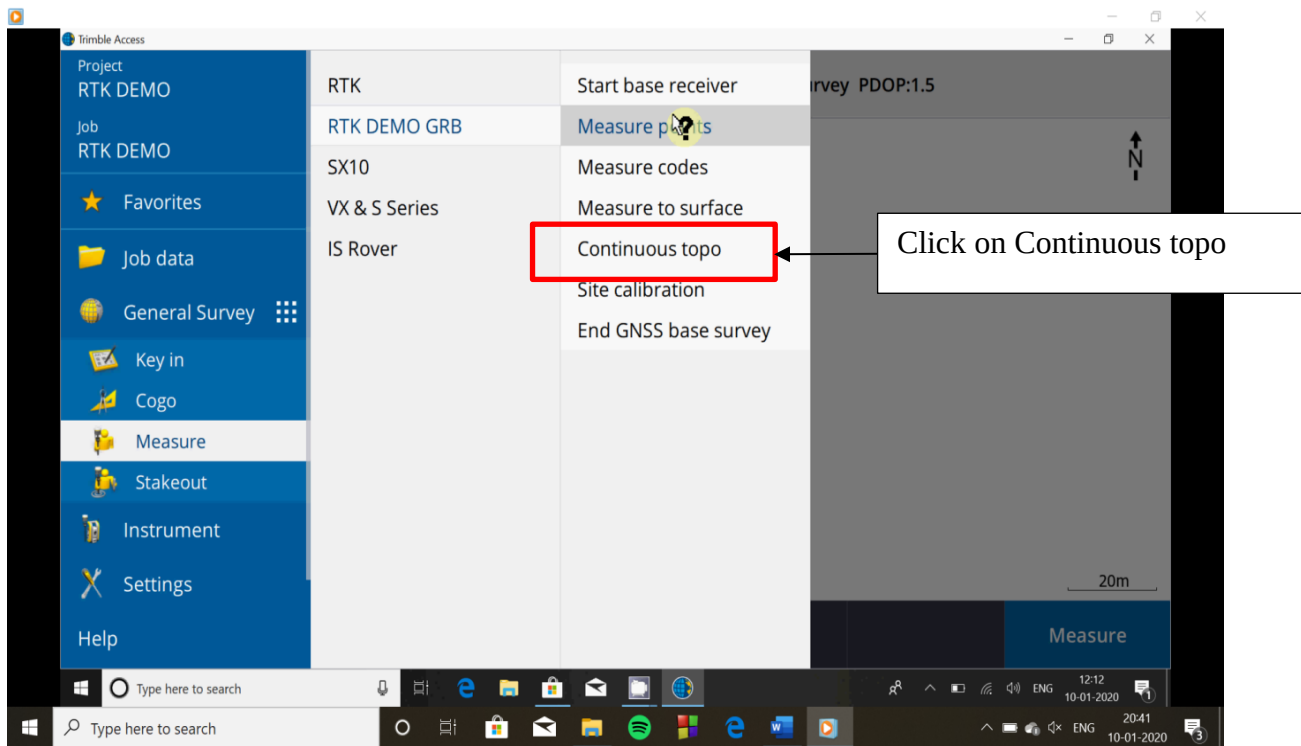 Trimble Access
Project
RTK DEMO
Job
RTK DEMO
Favorites
Job data
General Survey
Key in
Cogo
Measure
Stakeout
Instrument
Settings
Help
RTK
RTK DEMO GRB
SX10
VX & S Series
IS Rover
Start base receiver
Measure
Measure codes
Measure to surface
Continuous topo
Site calibration
End GNSS base survey
PDOP:1.5
N
Click on Continuous topo
20m
Measure
Type here to search
ENG
12:12
10-01-2020
1
Type here to search
ENG
20:41
10-01-2020
3